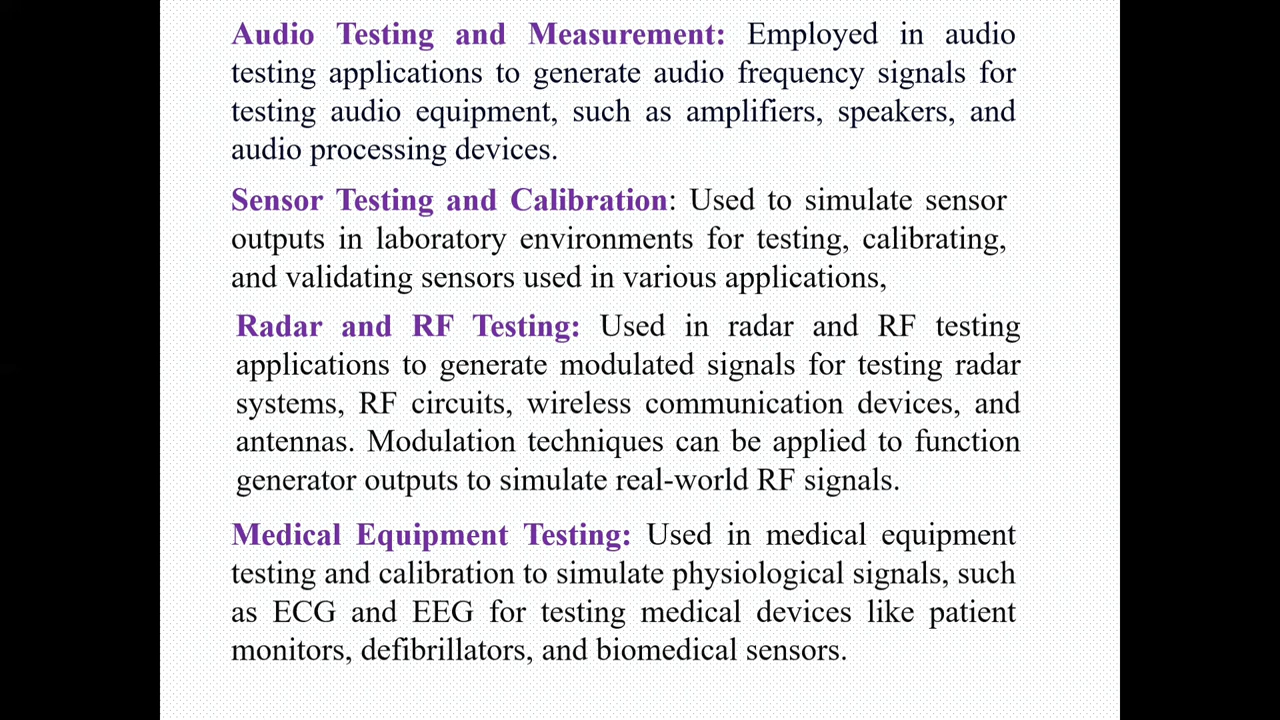 Audio Testing and Measurement: Employed in audio
testing applications to generate audio frequency signals for
testing audio equipment, such as amplifiers, speakers, and
audio processing devices.
Sensor Testing and Calibration: Used to simulate sensor
outputs in laboratory environments for testing, calibrating,
and validating sensors used in various applications,
Radar and RF Testing: Used in radar and RF testing
applications to generate modulated signals for testing radar
systems, RF circuits, wireless communication devices, and
antennas. Modulation techniques can be applied to function
generator outputs to simulate real-world RF signals.
Medical Equipment Testing: Used in medical equipment
testing and calibration to simulate physiological signals, such
as ECG and EEG for testing medical devices like patient
monitors, defibrillators, and biomedical sensors.